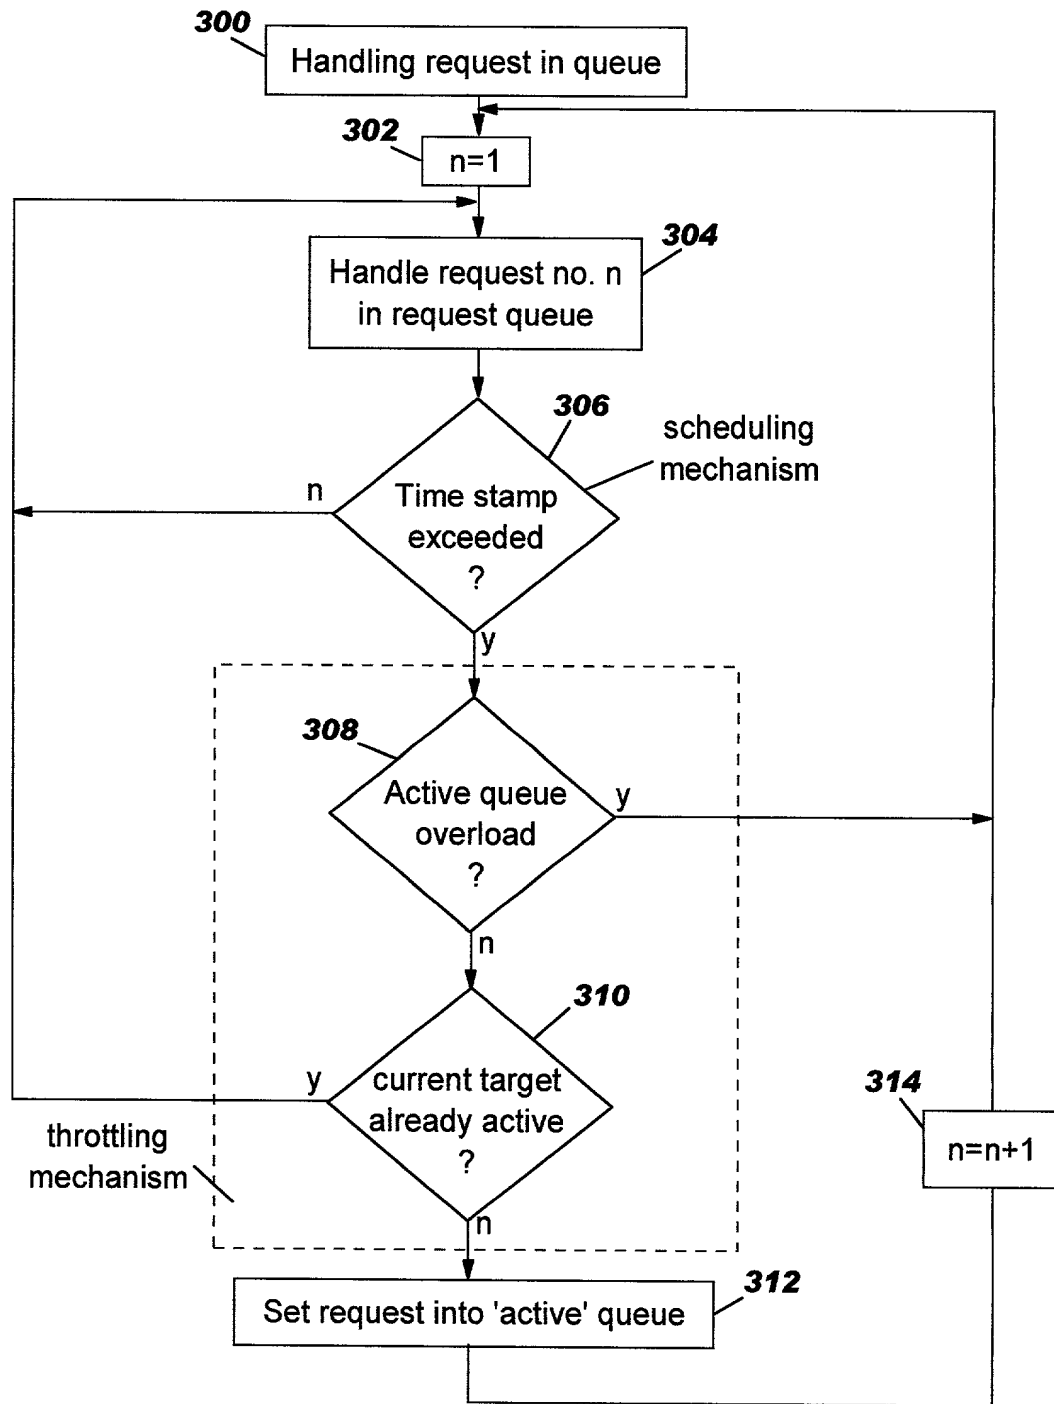 300
Handling request in queue
302
n=1
304
Handle request no. n
in request queue
306
scheduling
mechanism
n
Time stamp
exceeded
?
y
308
Active queue
overload
?
y
n
310
y
current target
already active
?
314
n=n+1
throttling
mechanism
n
312
Set request into 'active' queue